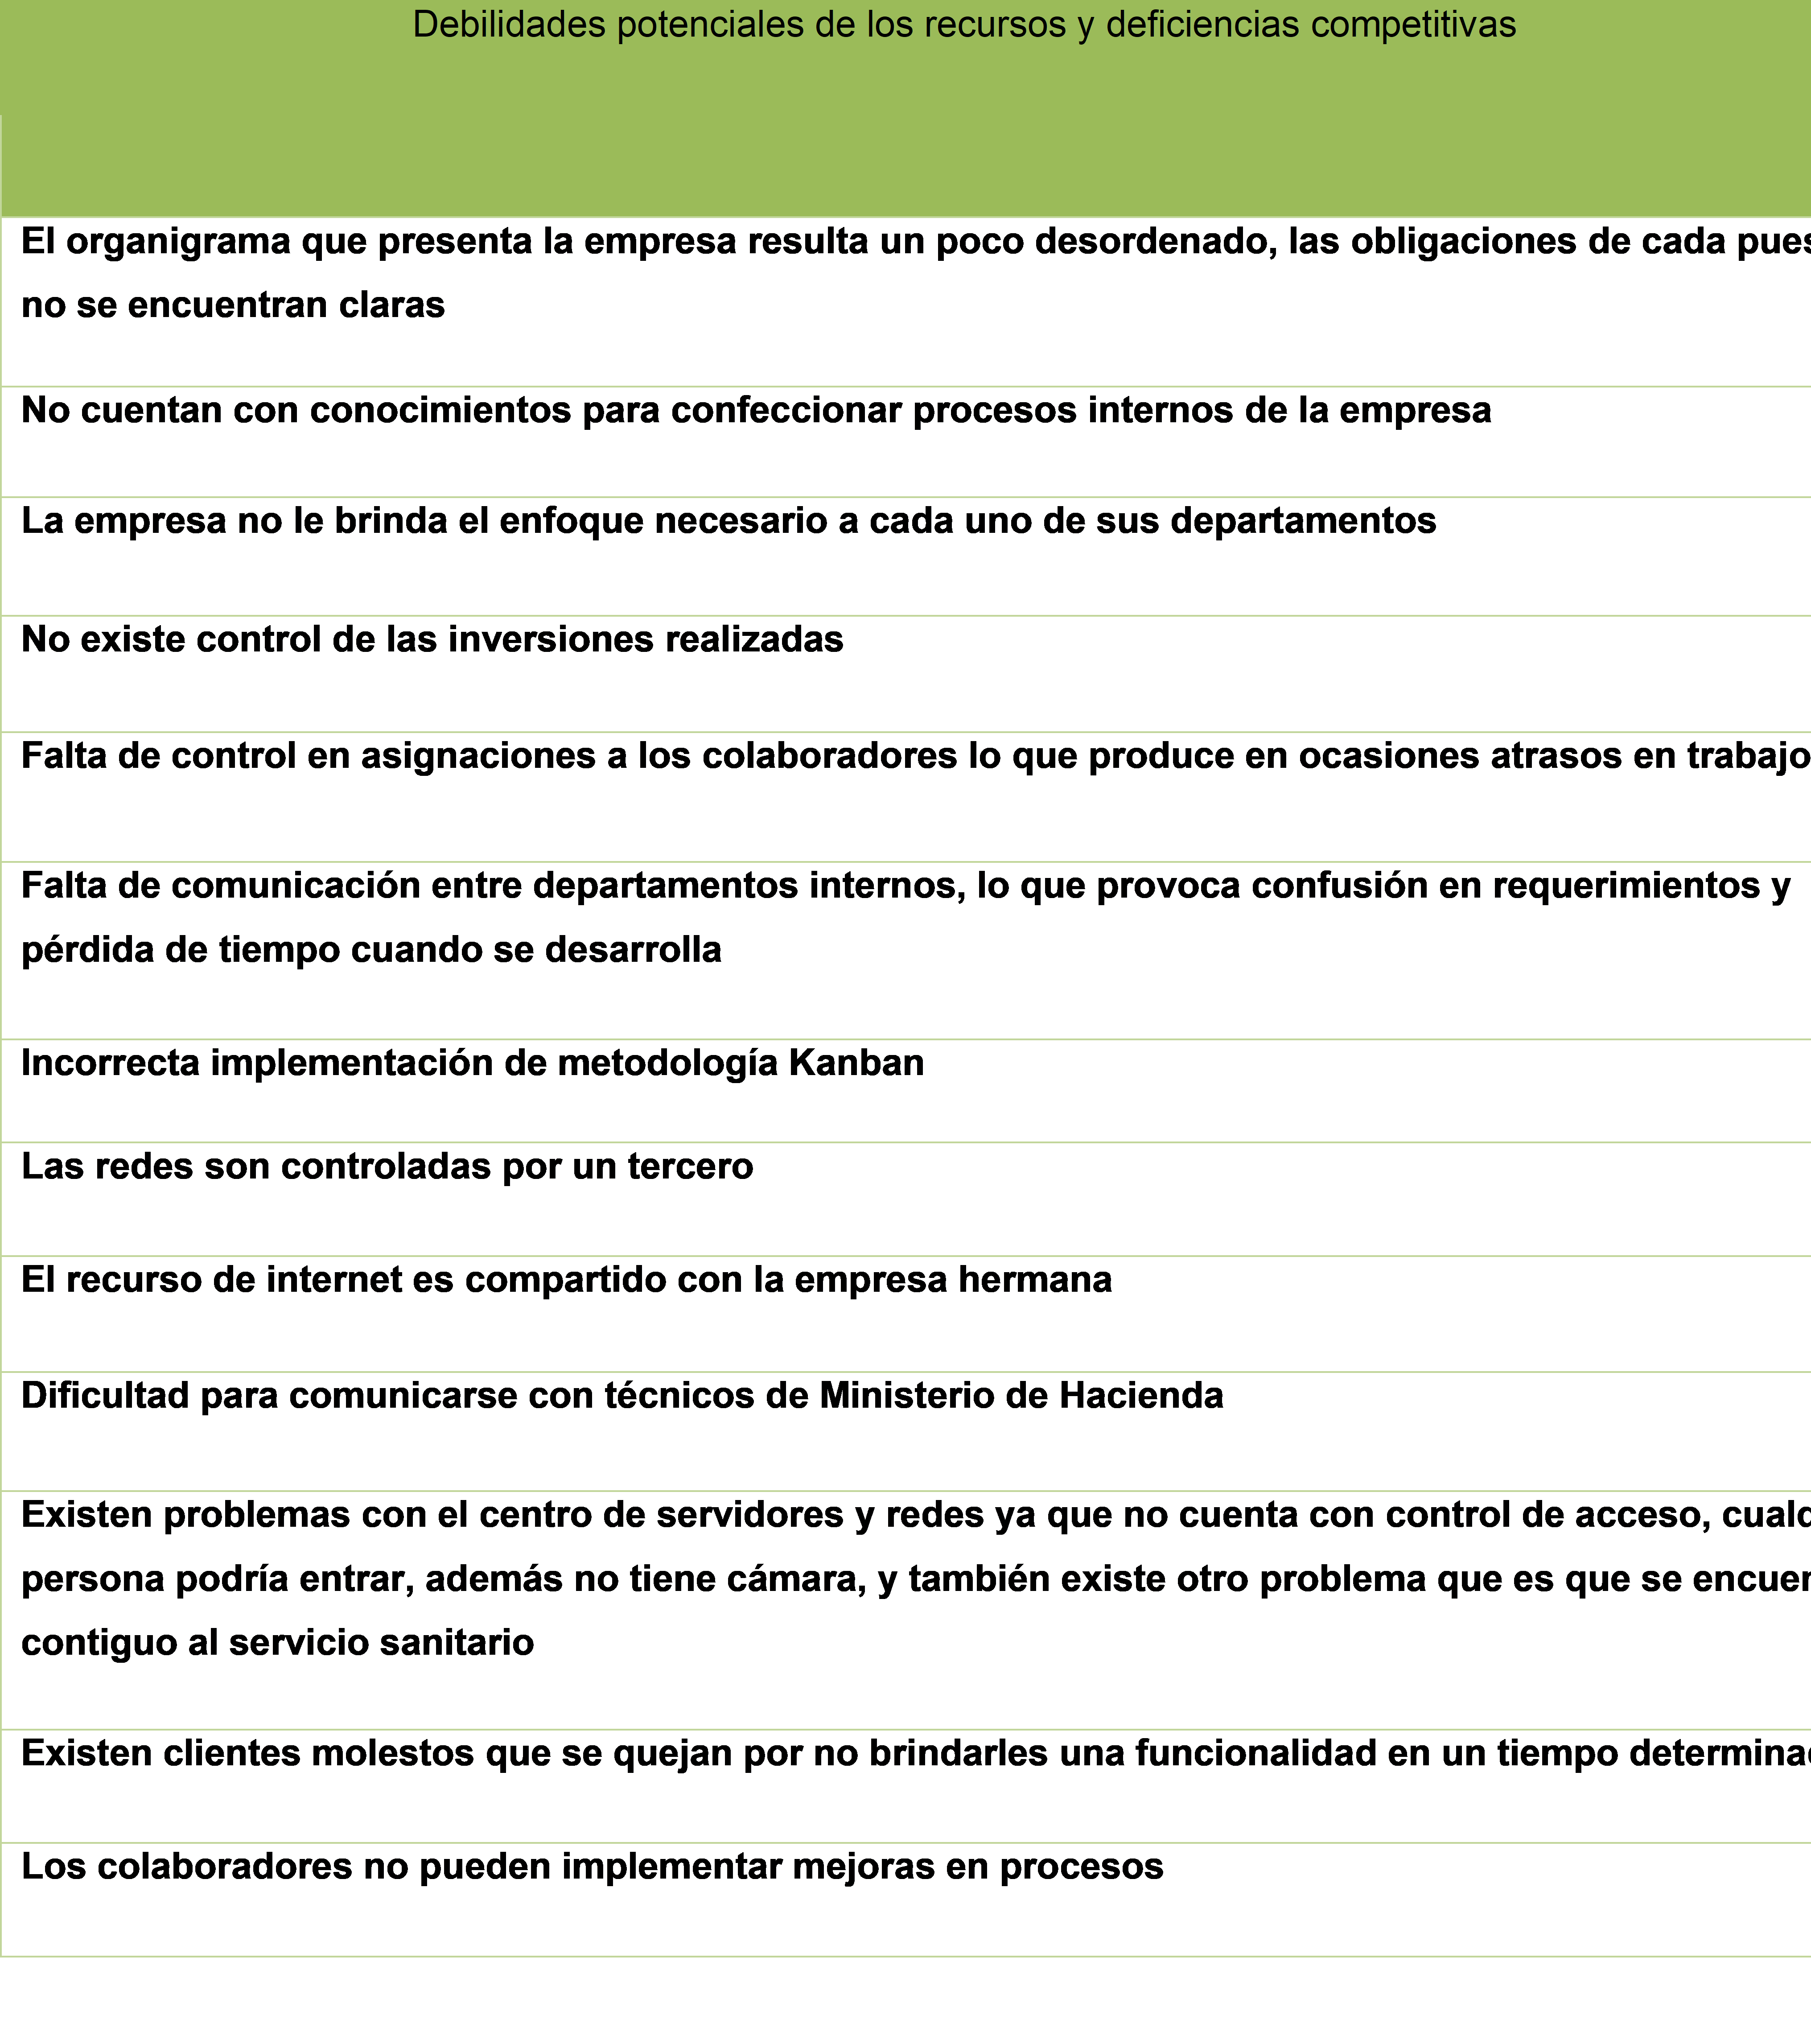 Debilidades potenciales de los recursos y deficiencias competitivas
El organigrama que presenta la empresa resulta un poco desordenado, las obligaciones de cada
no se encuentran claras
No cuentan con conocimientos para confeccionar procesos internos de la empresa
La empresa no le brinda el enfoque necesario a cada uno de sus departamentos
No existe control de las inversiones realizadas
Falta de control en asignaciones a los colaboradores lo que produce en ocasiones atrasos en trabajo
Falta de comunicación entre departamentos internos, lo que provoca confusión en requerimientos y
pérdida de tiempo cuando se desarrolla
Incorrecta implementación de metodología Kanban
Las redes son controladas por un tercero
El recurso de internet es compartido con la empresa hermana
Dificultad para comunicarse con técnicos de Ministerio de Hacienda
Existen problemas con el centro de servidores y redes ya que no cuenta con control de acceso,
persona podría entrar, además no tiene cámara, y también existe otro problema que es que se
contiguo al servicio sanitario
Existen clientes molestos que se quejan por no brindarles una funcionalidad en un tiempo
Los colaboradores no pueden implementar mejoras en procesos